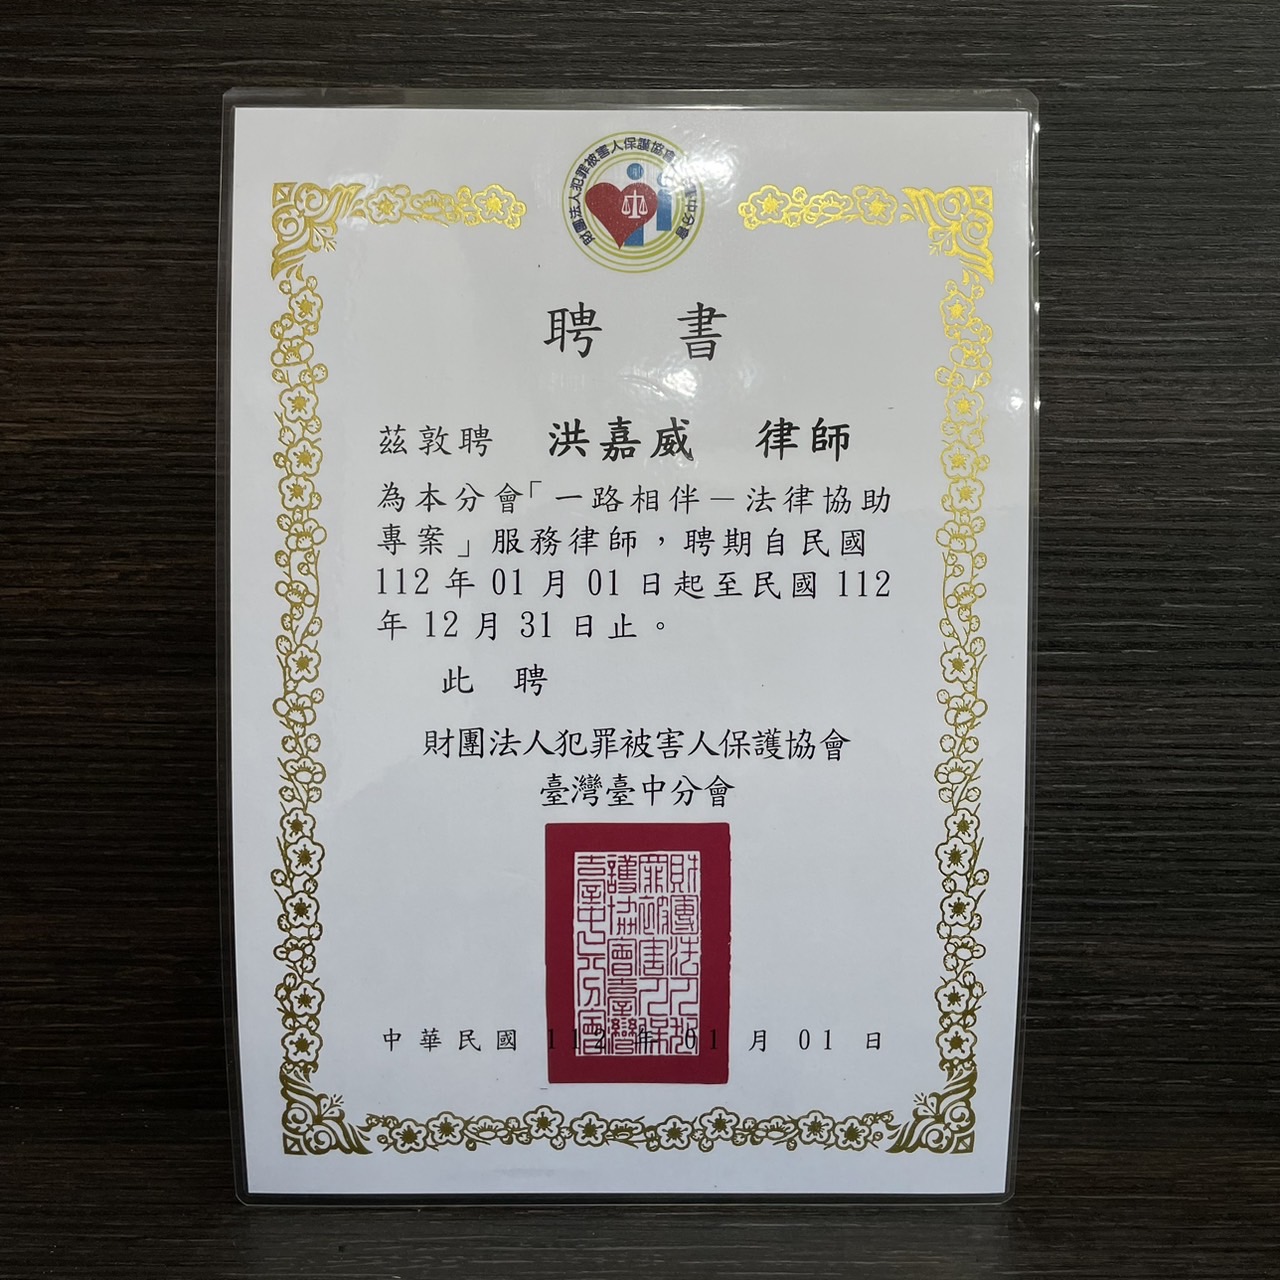 財團法人犯罪被害人保護協會
臺中分會
聘 書
茲敦聘 洪嘉威 律師
為本分會「一路相伴－法律協助
專案」服務律師，聘期自民國
112 年 01 月 01 日起至民國 112
年 12 月 31 日止。
此 聘
財團法人犯罪被害人保護協會
臺灣臺中分會
財團法人犯
罪被害人保
護協會臺灣
臺中分會
中華民國 112 年 01 月 01 日